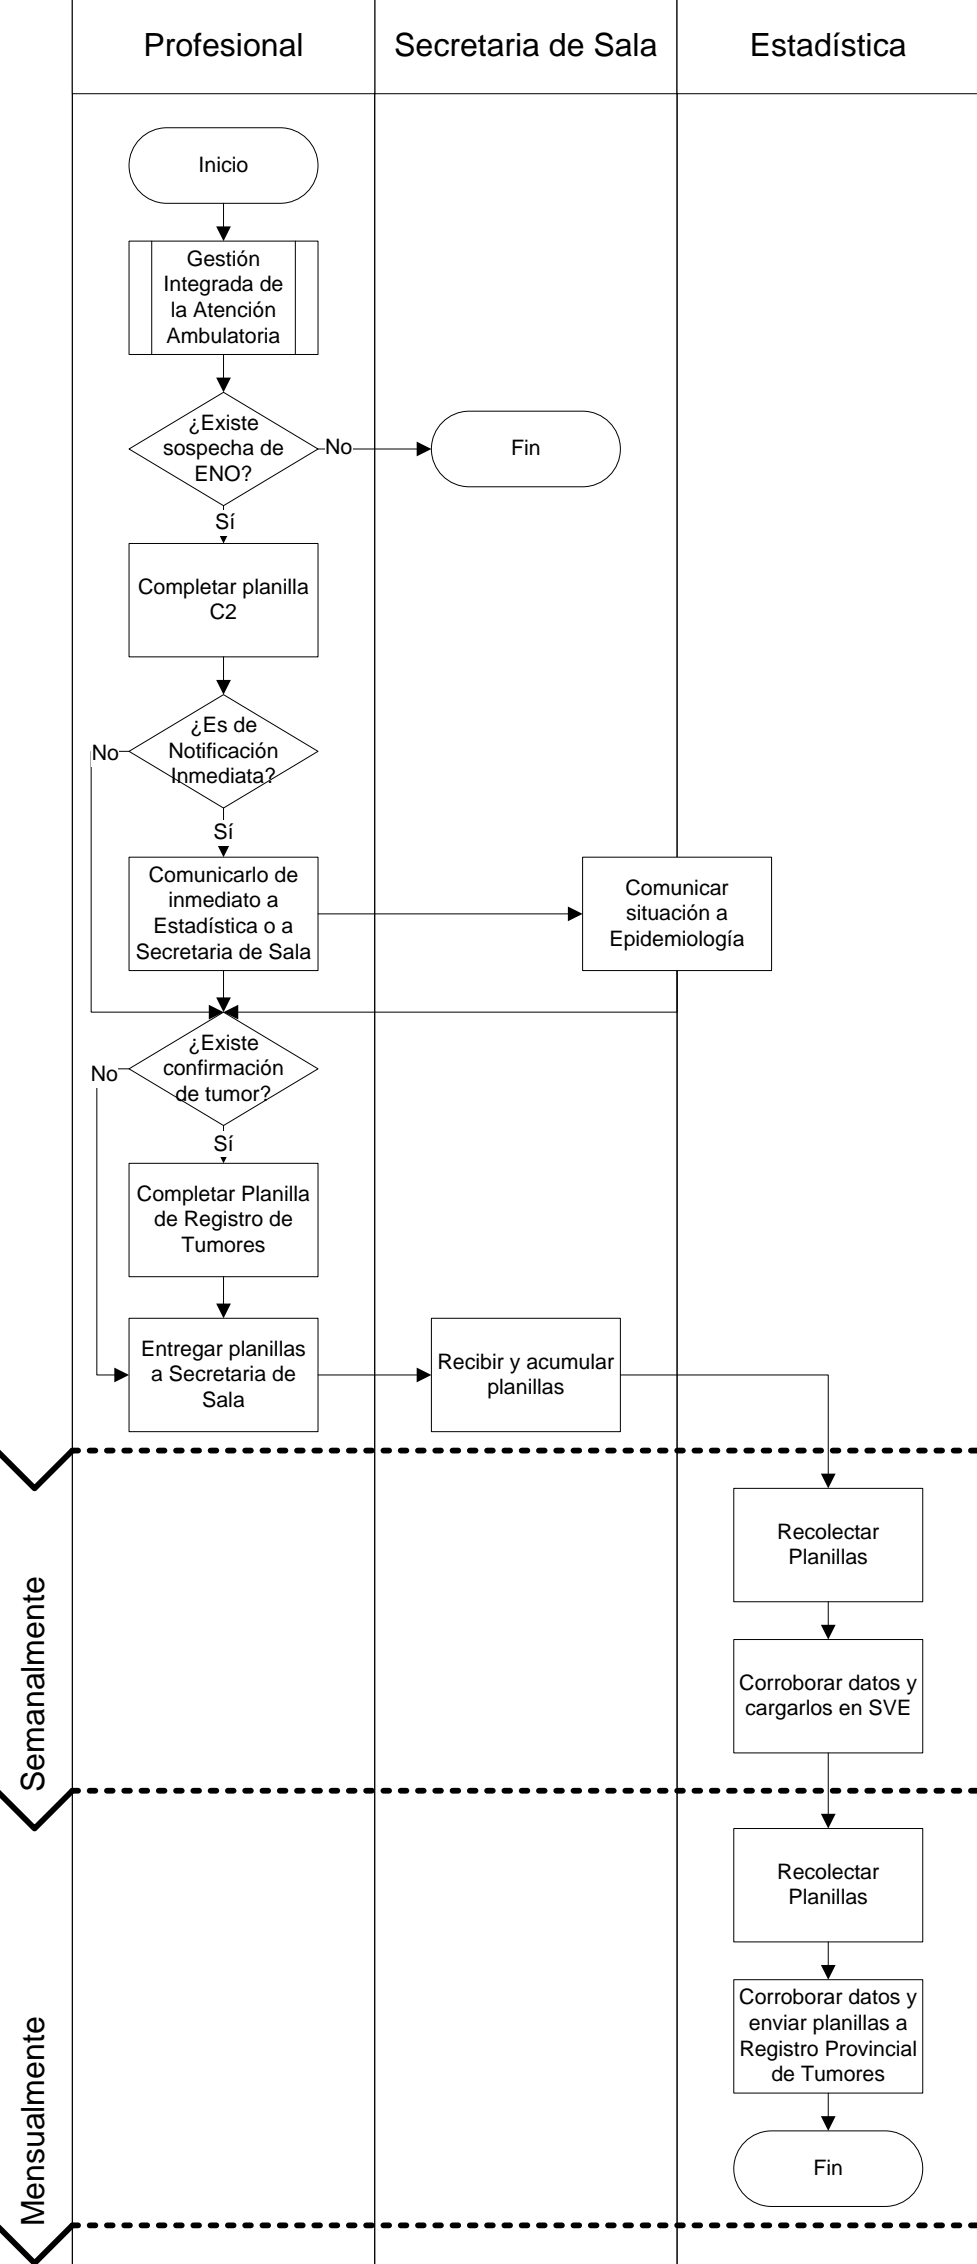 Profesional
Secretaria de Sala
Estadística
Inicio
Gestión
Integrada de
la Atención
Ambulatoria
¿Existe
sospecha de
ENO?
No
Fin
Sí
Completar planilla
C2
¿Es de
Notificación
Inmediata?
No
Sí
Comunicarlo de
inmediato a
Estadística o a
Secretaria de Sala
Comunicar
situación a
Epidemiología
¿Existe
confirmación
de tumor?
No
Sí
Completar Planilla
de Registro de
Tumores
Entregar planillas
a Secretaria de
Sala
Recibir y acumular
planillas
Semanalmente
Recolectar
Planillas
Corroborar datos y
cargarlos en SVE
Mensualmente
Recolectar
Planillas
Corroborar datos y
enviar planillas a
Registro Provincial
de Tumores
Fin